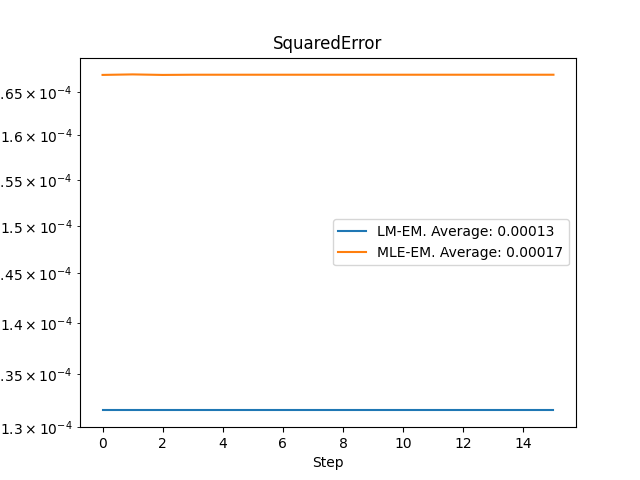 SquaredError
.65 × 10⁻⁴
1.6 × 10⁻⁴
.55 × 10⁻⁴
1.5 × 10⁻⁴
.45 × 10⁻⁴
1.4 × 10⁻⁴
.35 × 10⁻⁴
1.3 × 10⁻⁴
LM-EM. Average: 0.00013
MLE-EM. Average: 0.00017
0 2 4 6 8 10 12 14
Step